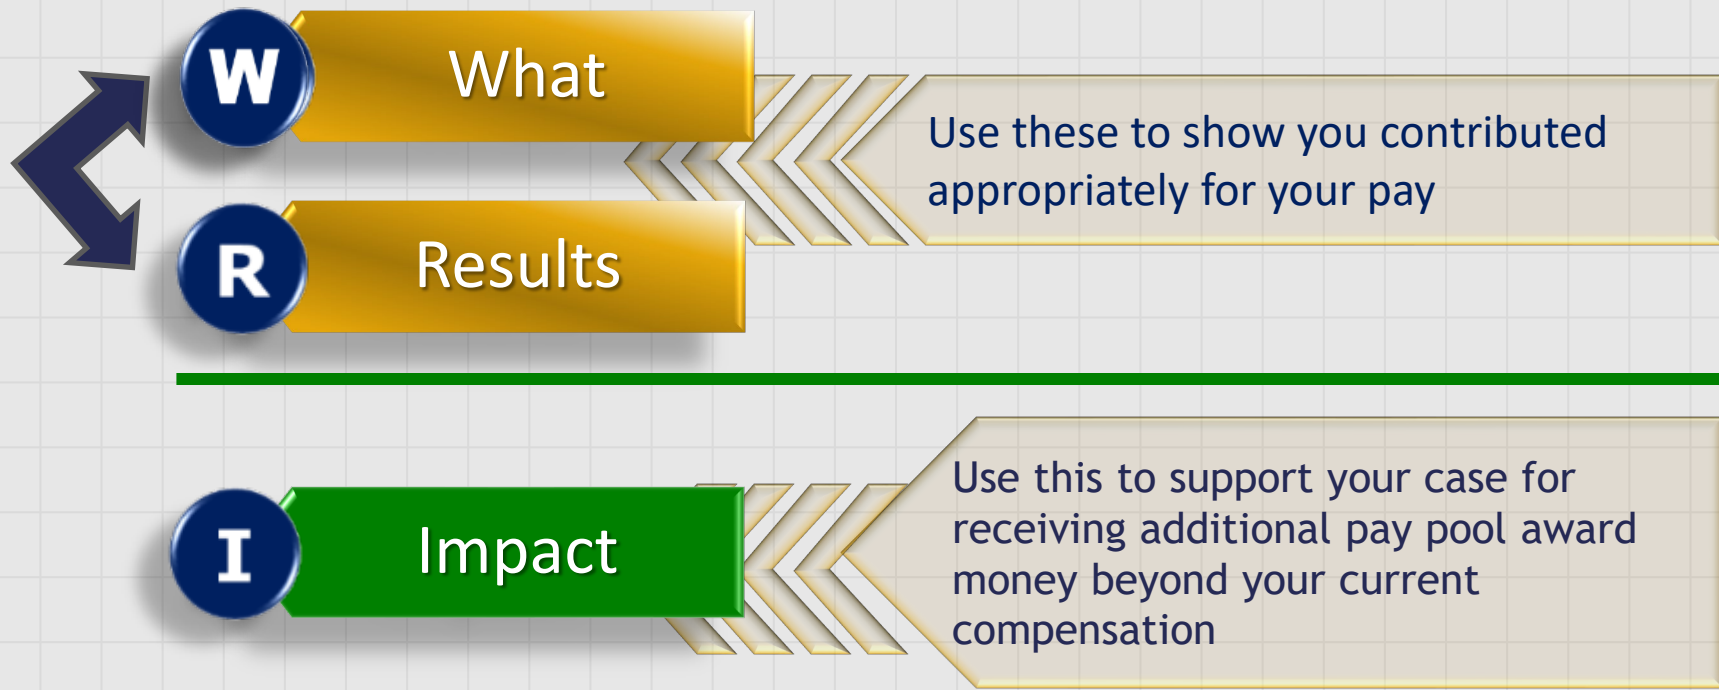 W What
Use these to show you contributed
appropriately for your pay
R Results
I Impact
Use this to support your case for
receiving additional pay pool award
money beyond your current
compensation